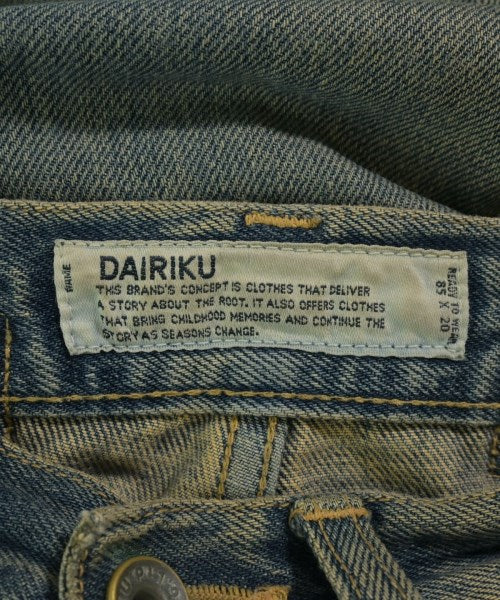 NAME
DAIRIKU
THIS BRAND'S CONCEPT IS CLOTHES THAT DELIVER
A STORY ABOUT THE ROOT. IT ALSO OFFERS CLOTHES
THAT BRING CHILDHOOD MEMORIES AND CONTINUE THE
STORY AS SEASONS CHANGE.
READY TO WEAR
85 X 20